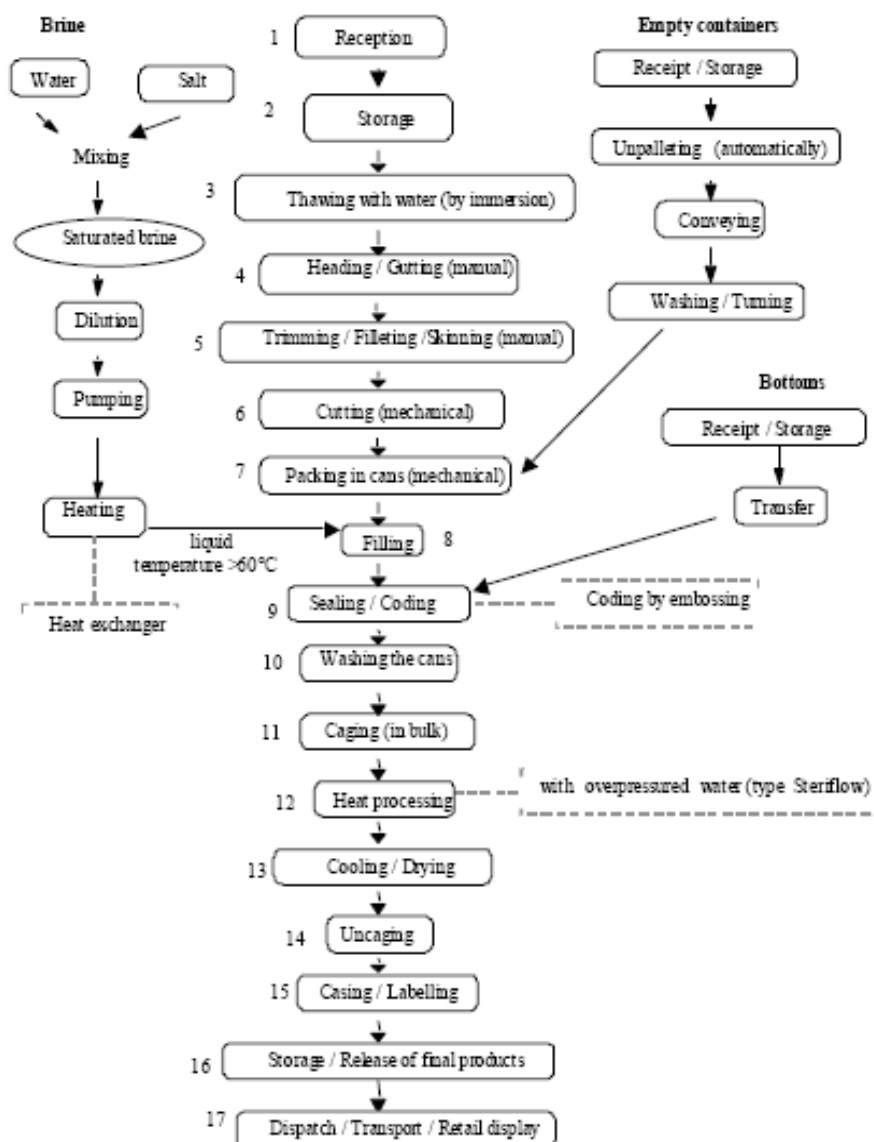 Brine
Water
Salt
Mixing
Saturated brine
Dilution
Pumping
Heating
liquid
temperature >60°C
Heat exchanger
1 Reception
2 Storage
3 Thawing with water (by immersion)
4 Heading / Gutting (manual)
5 Trimming / Filleting /Skinning (manual)
6 Cutting (mechanical)
7 Packing in cans (mechanical)
Filling 8
9 Sealing / Coding
Coding by embossing
10 Washing the cans
11 Caging (in bulk)
12 Heat processing
with overpressured water (type Steriflow)
13 Cooling / Drying
14 Uncaging
15 Casing / Labelling
16 Storage / Release of final products
17 Dispatch / Transport / Retail display
Empty containers
Receipt / Storage
Unpalleting (automatically)
Conveying
Washing / Turning
Bottoms
Receipt / Storage
Transfer